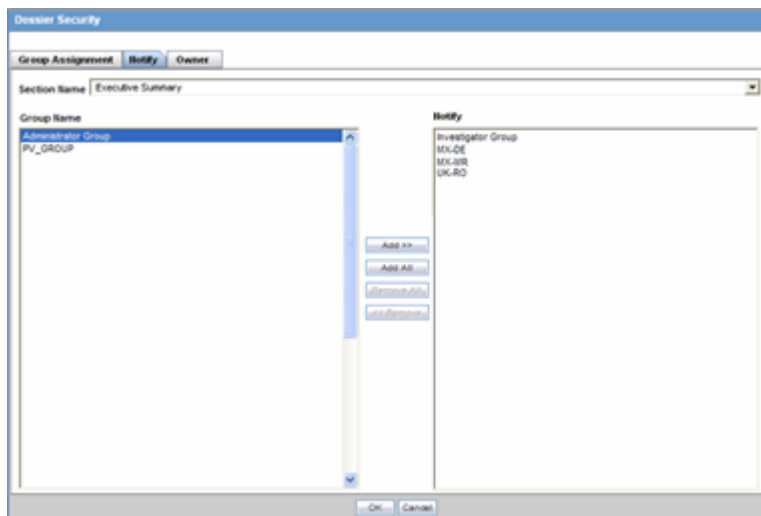 Dossier Security
Group Assignment Notify Owner
Section Name Executive Summary
Group Name
Notify
Administrator Group
PV_GROUP
Investigator Group
MX-DE
MX-MR
UK-RO
Add >>
Add All
Remove All
<< Remove
OK Cancel